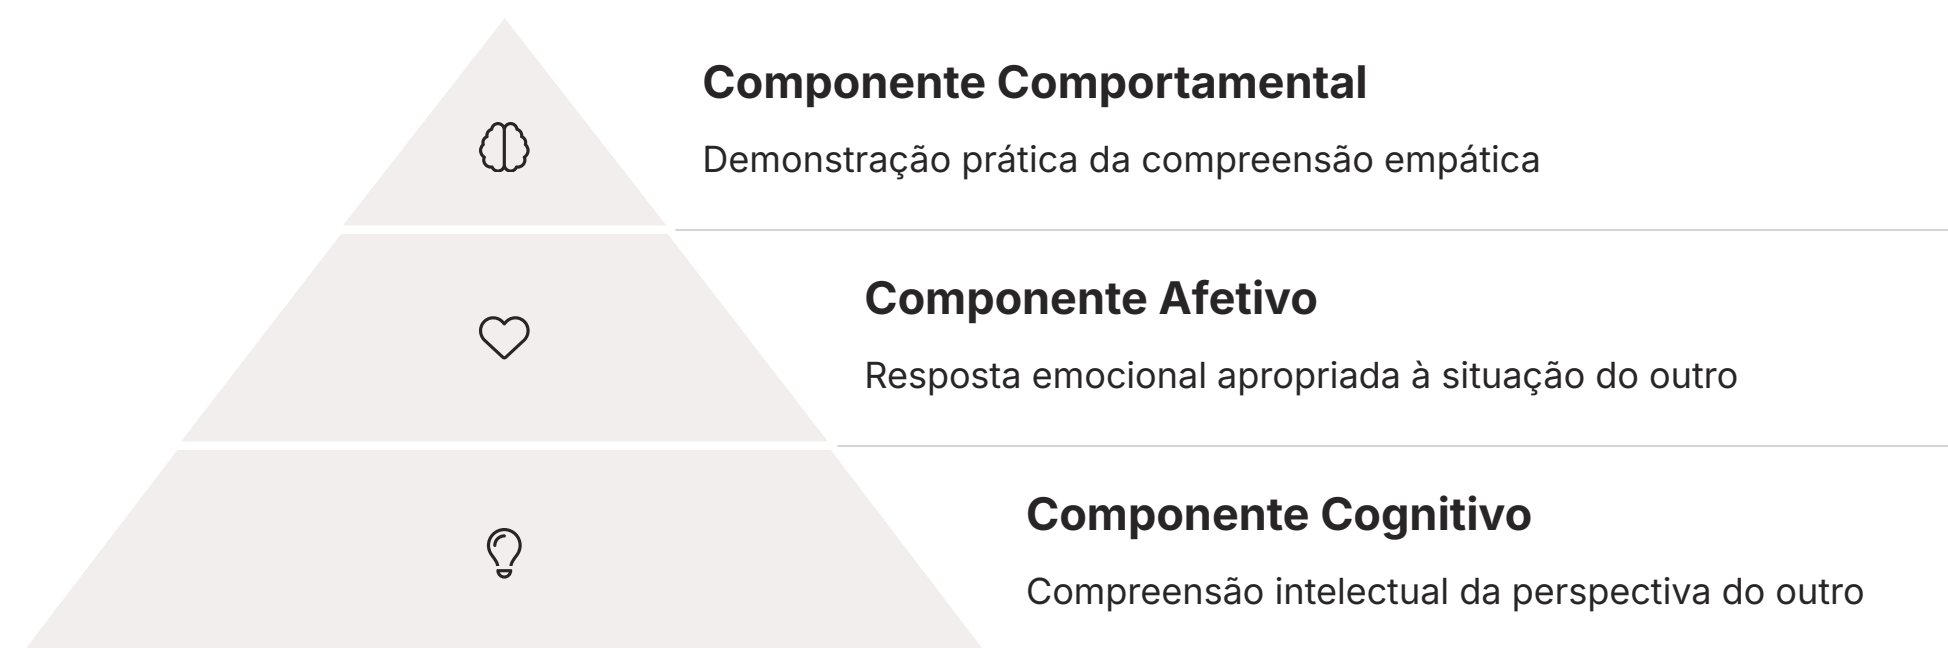 Componente Comportamental
Demonstração prática da compreensão empática
Componente Afetivo
Resposta emocional apropriada à situação do outro
Componente Cognitivo
Compreensão intelectual da perspectiva do outro